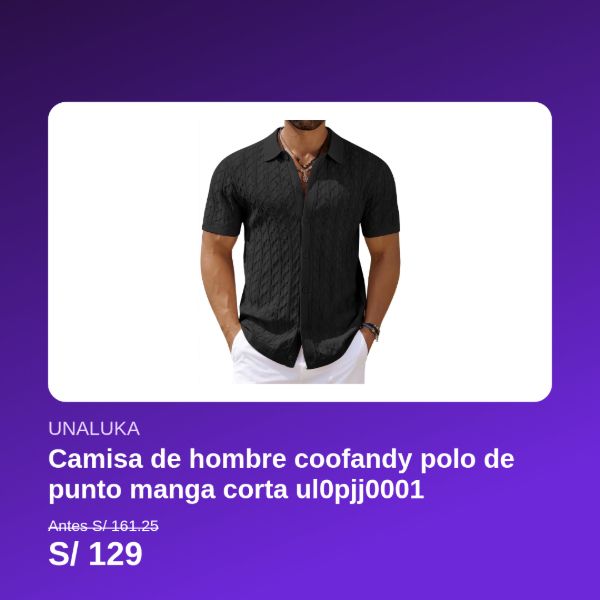 UNALUKA
Camisa de hombre coofandy polo de
punto manga corta ul0pjj0001
Antes S/ 161.25
S/ 129